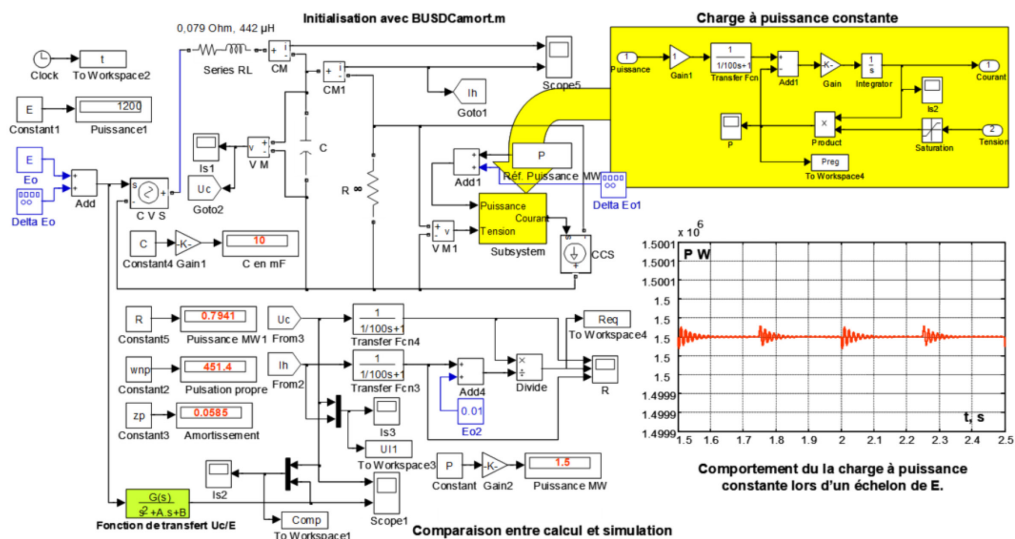 Initialisation avec BUSDCamort.m
Charge à puissance constante
0,079 Ohm, 442 µH
Clock
t
To Workspace2
Series RL
CM
CM1
Scope5
Ih
Goto1
E
Constant1
1200
Puissance1
E
Eo
Delta Eo
Add
C V S
Is1
V M
Uc
Goto2
C
R ∞
Add1
P
Réf. Puissance MW
Delta Eo1
Puissance
Courant
Tension
V M1
Subsystem
CCS
C
Constant4
-K-
Gain1
10
C en mF
1
Puissance
1
Gain1
1
1/100s+1
Transfer Fcn
Add1
-K-
Gain
1
s
Integrator
1
Courant
Is2
P
×
Product
Saturation
2
Tension
Preg
To Workspace4
x 10^6
P W
1.5001
1.5001
1.5
1.5
1.5
1.5
1.5
1.4999
1.4999
1.5 1.6 1.7 1.8 1.9 2 2.1 2.2 2.3 2.4 2.5
t, s
Comportement du la charge à puissance
constante lors d'un échelon de E.
R
Constant5
0.7941
Puissance MW1
wnp
Constant2
451.4
Pulsation propre
zp
Constant3
0.0585
Amortissement
Uc
From3
1
1/100s+1
Transfer Fcn4
Ih
From2
1
1/100s+1
Transfer Fcn3
Add4
0.01
Eo2
×
÷
Divide
Req
To Workspace4
R
Is3
UI1
To Workspace3
P
Constant
-K-
Gain2
1.5
Puissance MW
Is2
G(s)
s²+A.s+B
Fonction de transfert Uc/E
Comp
To Workspace1
Scope1
Comparaison entre calcul et simulation